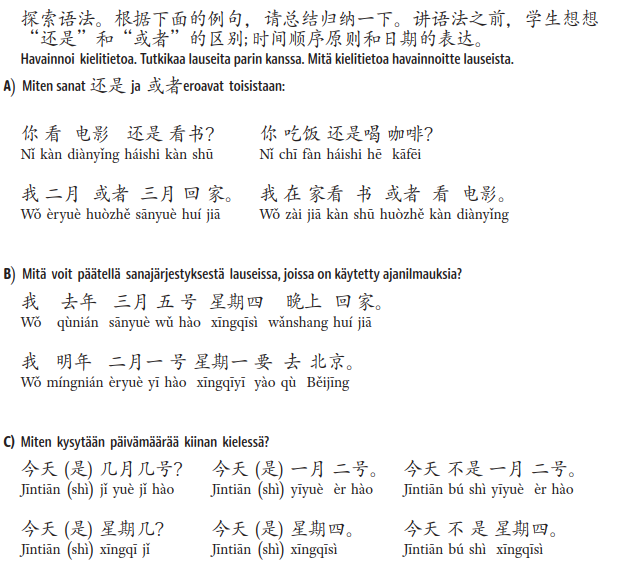 探索语法。根据下面的例句，请总结归纳一下。讲语法之前，学生想想
“还是”和“或者”的区别;时间顺序原则和日期的表达。
Havainnoi kielitietoa. Tutkikaa lauseita parin kanssa. Mitä kielitietoa havainnoitte lauseista.
A) Miten sanat 还是 ja 或者eroavat toisistaan:
你 看 电影 还是 看书? 你 吃饭 还是喝 咖啡?
Nǐ kàn diànyǐng háishi kàn shū Nǐ chī fàn háishi hē kāfēi
我 二月 或者 三月 回 家。 我 在 家看 书 或者 看 电影。
Wǒ èryuè huòzhě sānyuè huí jiā Wǒ zài jiā kàn shū huòzhě kàn diànyǐng
B) Mitä voit päätellä sanajärjestyksestä lauseissa, joissa on käytetty ajanilmauksia?
我 去年 三月 五 号 星期四 晚上 回 家。
Wǒ qùnián sānyuè wǔ hào xīngqīsì wǎnshang huí jiā
我 明年 二月一 号 星期一 要 去 北京。
Wǒ míngnián èryuè yī hào xīngqīyī yào qù Běijīng
C) Miten kysytään päivämäärää kiinan kielessä?
今天 (是) 几月几号? 今天 (是) 一月 二号。 今天 不是 一月 二号。
Jīntiān (shì) jǐ yuè jǐ hào Jīntiān (shì) yīyuè èr hào Jīntiān bú shì yīyuè èr hào
今天 (是) 星期几? 今天 (是) 星期四。 今天 不 是 星期四。
Jīntiān (shì) xīngqī jǐ Jīntiān (shì) xīngqīsì Jīntiān bú shì xīngqīsì